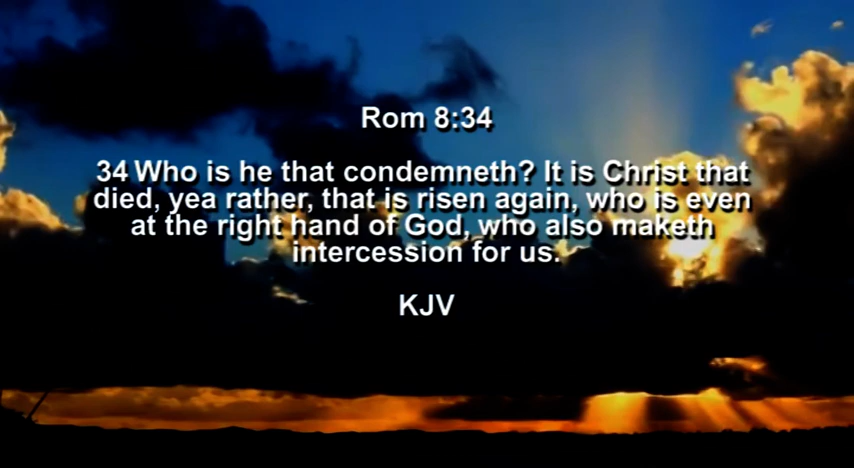 Rom 8:34
34 Who is he that condemneth? It is Christ that
died, yea rather, that is risen again, who is even
at the right hand of God, who also maketh
intercession for us.
KJV